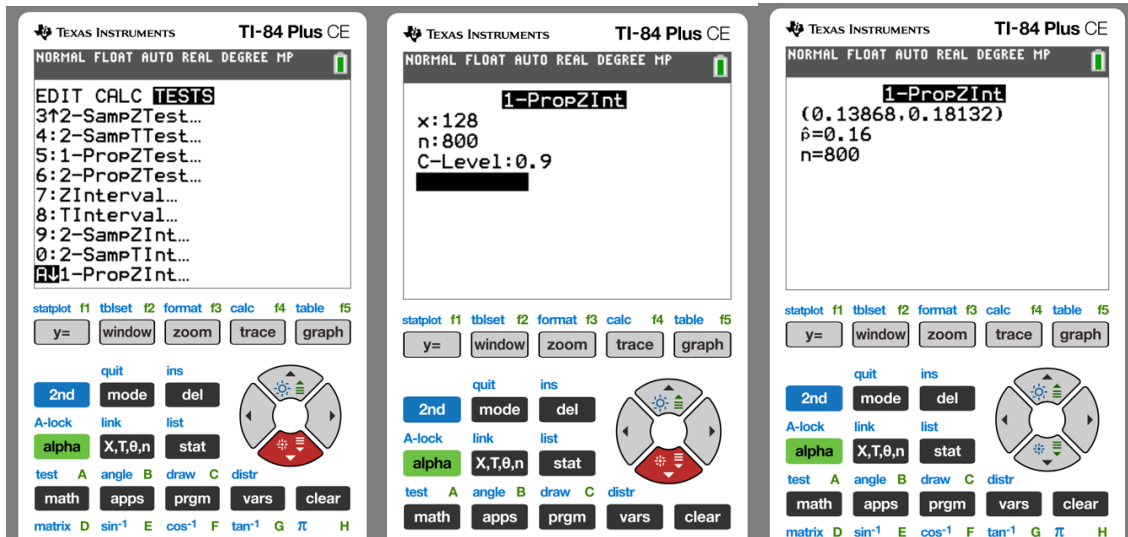 TEXAS INSTRUMENTS TI-84 Plus CE
NORMAL FLOAT AUTO REAL DEGREE MP
EDIT CALC TESTS
3↑2-SampZTest…
4:2-SampTTest…
5:1-PropZTest…
6:2-PropZTest…
7:ZInterval…
8:TInterval…
9:2-SampZInt…
0:2-SampTInt…
A↓1-PropZInt…
statplot f1 tblset f2 format f3 calc f4 table f5
y= window zoom trace graph
quit ins
2nd mode del
A-lock link list
alpha X,T,θ,n stat
test A angle B draw C distr
math apps prgm vars clear
matrix D sin-1 E cos-1 F tan-1 G π H
TEXAS INSTRUMENTS TI-84 Plus CE
NORMAL FLOAT AUTO REAL DEGREE MP
1-PropZInt
x:128
n:800
C-Level:0.9
statplot f1 tblset f2 format f3 calc f4 table f5
y= window zoom trace graph
quit ins
2nd mode del
A-lock link list
alpha X,T,θ,n stat
test A angle B draw C distr
math apps prgm vars clear
TEXAS INSTRUMENTS TI-84 Plus CE
NORMAL FLOAT AUTO REAL DEGREE MP
1-PropZInt
(0.13868,0.18132)
p̂=0.16
n=800
statplot f1 tblset f2 format f3 calc f4 table f5
y= window zoom trace graph
quit ins
2nd mode del
A-lock link list
alpha X,T,θ,n stat
test A angle B draw C distr
math apps prgm vars clear
matrix D sin-1 E cos-1 F tan-1 G π H